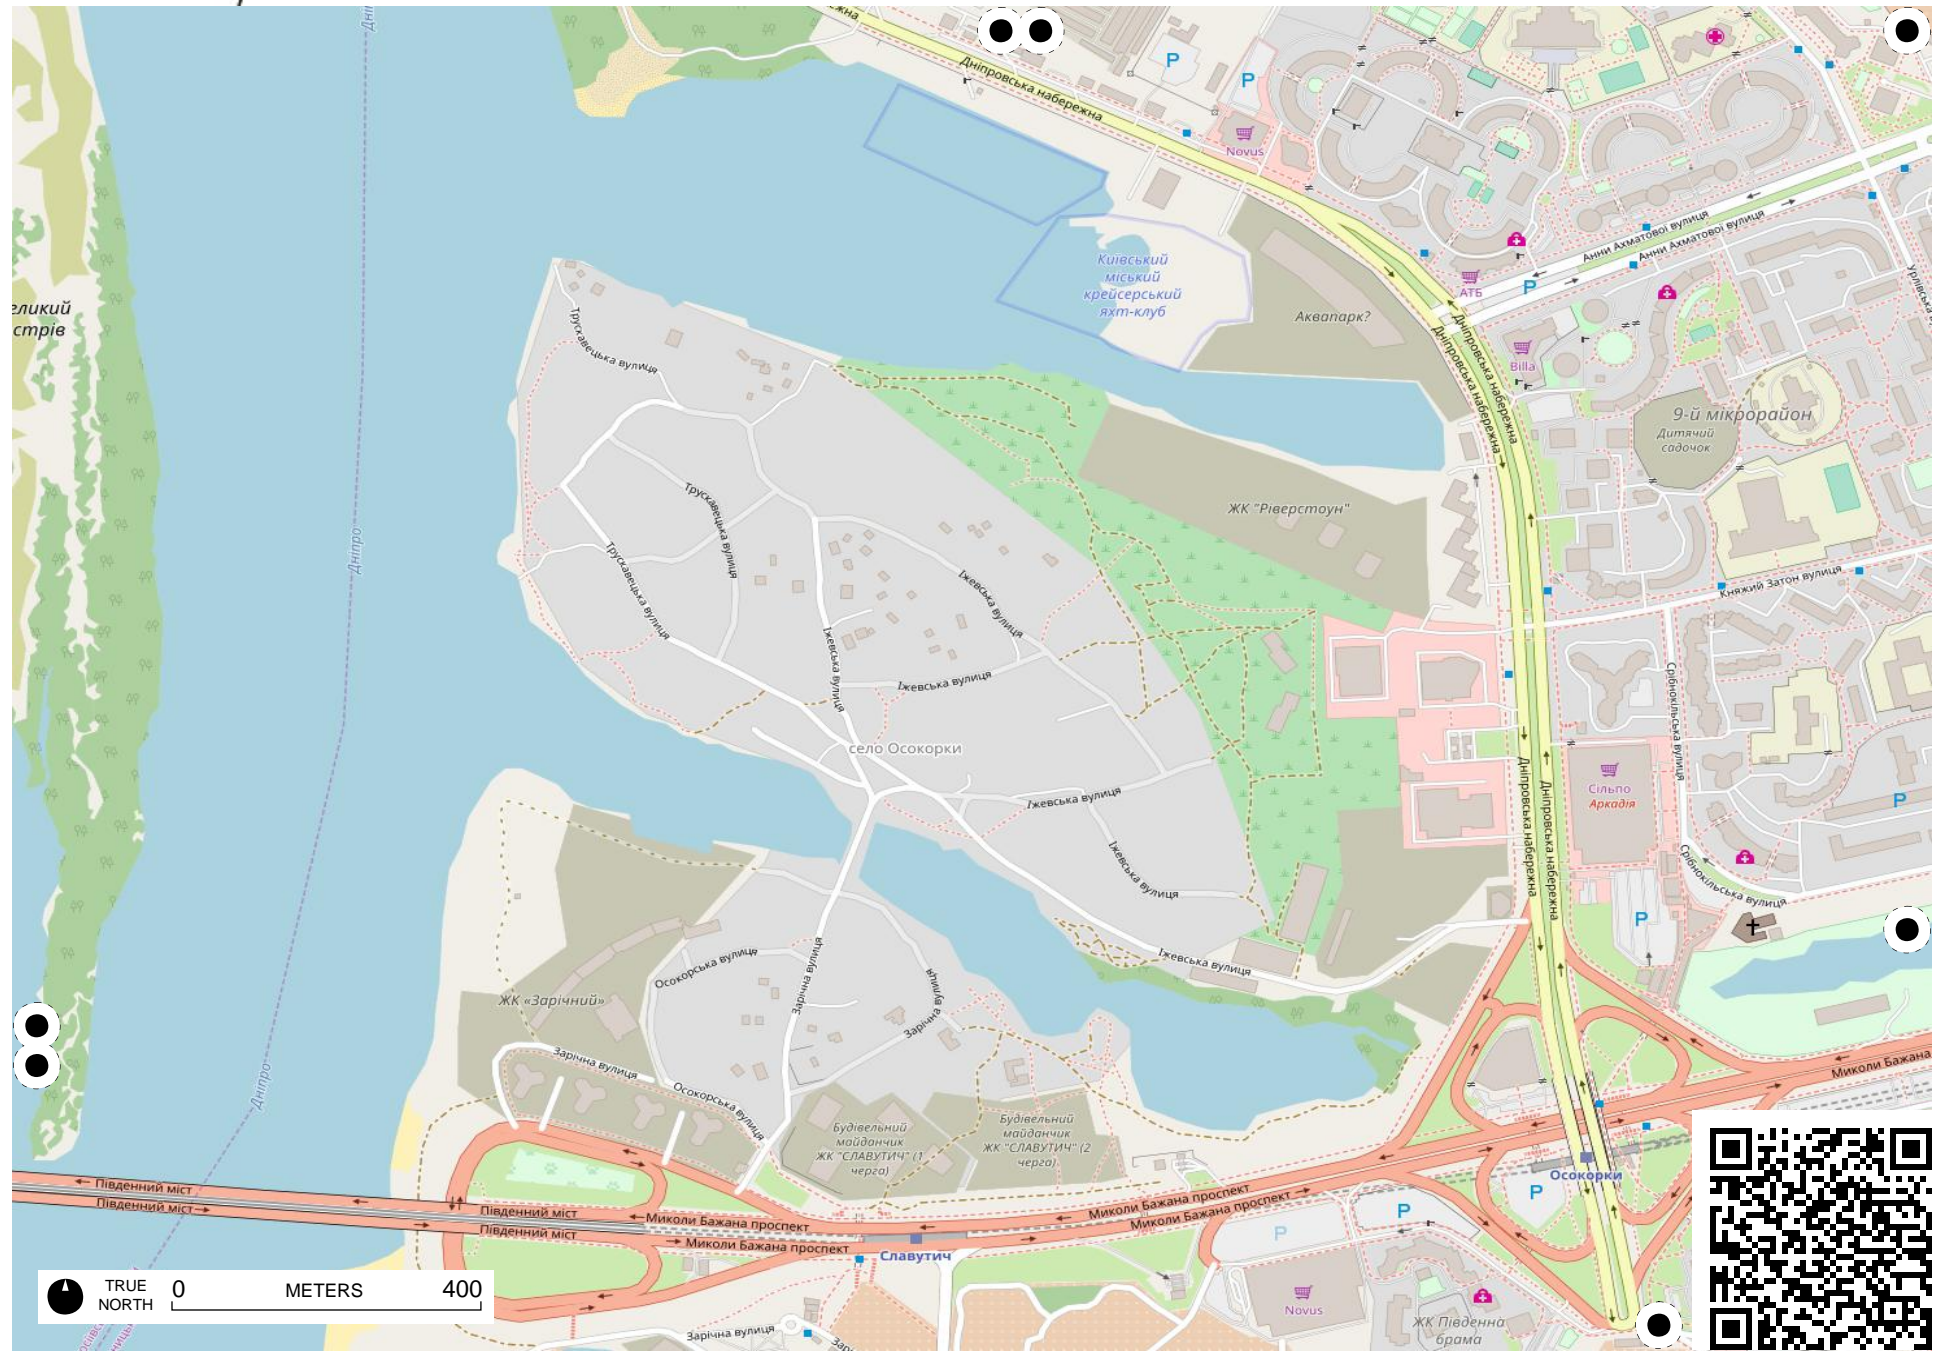 Дніпровська набережна
Novus
Київський
міський
крейсерський
яхт-клуб
Аквапарк?
Анни Ахматової вулиця
Анни Ахматової вулиця
АТБ
P
P
P
Billa
Дніпровська набережна
Дніпровська набережна
9-й мікрорайон
Дитячий
садочок
Трускавецька вулиця
Трускавецька вулиця
Трускавецька вулиця
ЖК "Ріверстоун"
Дніпро
Іжевська вулиця
Іжевська вулиця
Іжевська вулиця
Княжий Затон вулиця
Срібнокільська вулиця
село Осокорки
Іжевська вулиця
Іжевська вулиця
Сільпо
Аркадія
P
Дніпровська набережна
Дніпровська набережна
Срібнокільська вулиця
P
Іжевська вулиця
Осокорська вулиця
Зарічна вулиця
Зарічна вулиця
ЖК «Зарічний»
Зарічна вулиця
Осокорська вулиця
Дніпро
Миколи Бажана
Будівельний
майданчик
ЖК "СЛАВУТИЧ" (1
черга)
Будівельний
майданчик
ЖК "СЛАВУТИЧ" (2
черга)
Осокорки
P
P
P
Південний міст
Південний міст
Південний міст
Південний міст
Миколи Бажана проспект
Миколи Бажана проспект
Миколи Бажана проспект
Миколи Бажана проспект
Славутич
Novus
ЖК Південна
брама
Зарічна вулиця
TRUE
NORTH
0 METERS 400